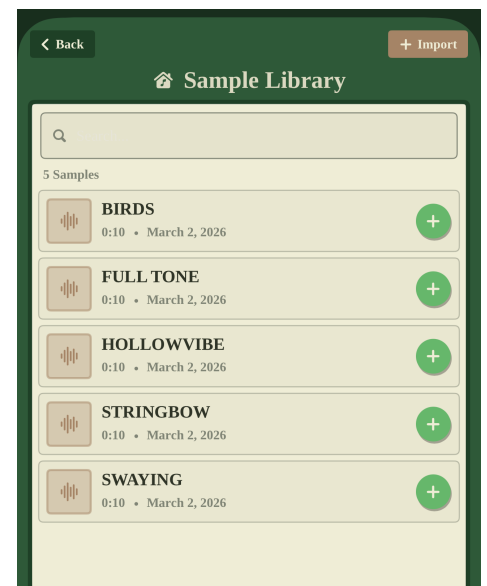 Back
+ Import
Sample Library
5 Samples
BIRDS
0:10 • March 2, 2026
FULL TONE
0:10 • March 2, 2026
HOLLOWVIBE
0:10 • March 2, 2026
STRINGBOW
0:10 • March 2, 2026
SWAYING
0:10 • March 2, 2026